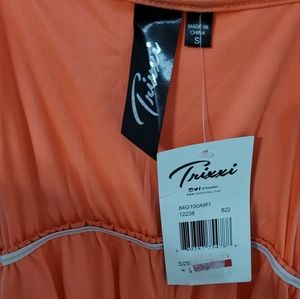 MADE IN
CHINA
S
Trixxi
Trixxi
84G100A9FI
12238 822
SIZE